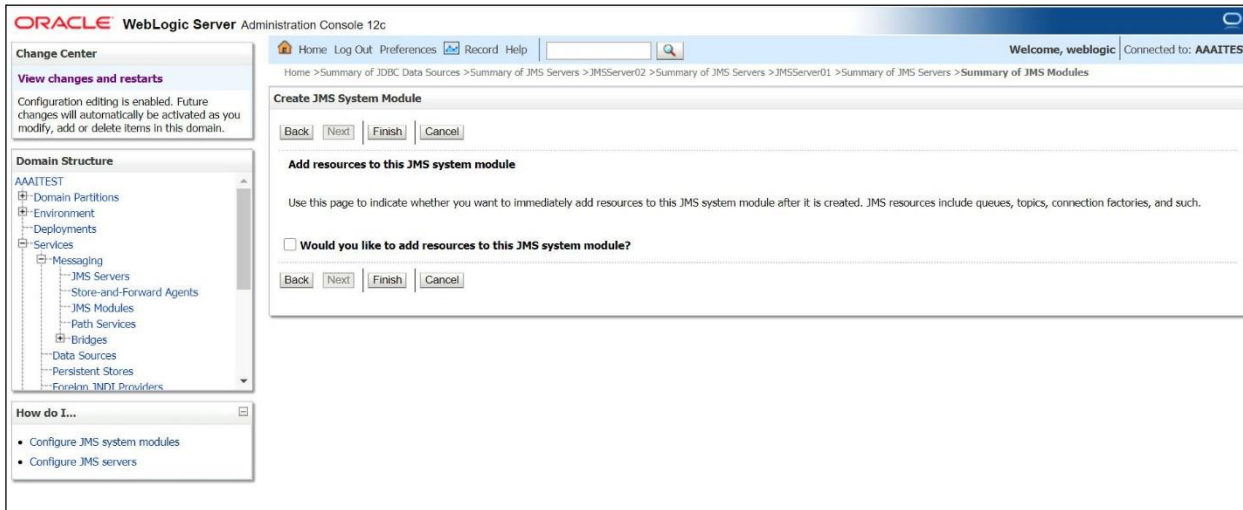 ORACLE WebLogic Server Administration Console 12c
Change Center
View changes and restarts
Configuration editing is enabled. Future
changes will automatically be activated as you
modify, add or delete items in this domain.
Domain Structure
AAAITEST
Domain Partitions
Environment
Deployments
Services
Messaging
JMS Servers
Store-and-Forward Agents
JMS Modules
Path Services
Bridges
Data Sources
Persistent Stores
Foreign JNDI Providers
How do I...
Configure JMS system modules
Configure JMS servers
Home Log Out Preferences Record Help
Welcome, weblogic Connected to: AAAITES
Home >Summary of JDBC Data Sources >Summary of JMS Servers >JMSServer02 >Summary of JMS Servers >JMSServer01 >Summary of JMS Servers >Summary of JMS Modules
Create JMS System Module
Back Next Finish Cancel
Add resources to this JMS system module
Use this page to indicate whether you want to immediately add resources to this JMS system module after it is created. JMS resources include queues, topics, connection factories, and such.
Would you like to add resources to this JMS system module?
Back Next Finish Cancel